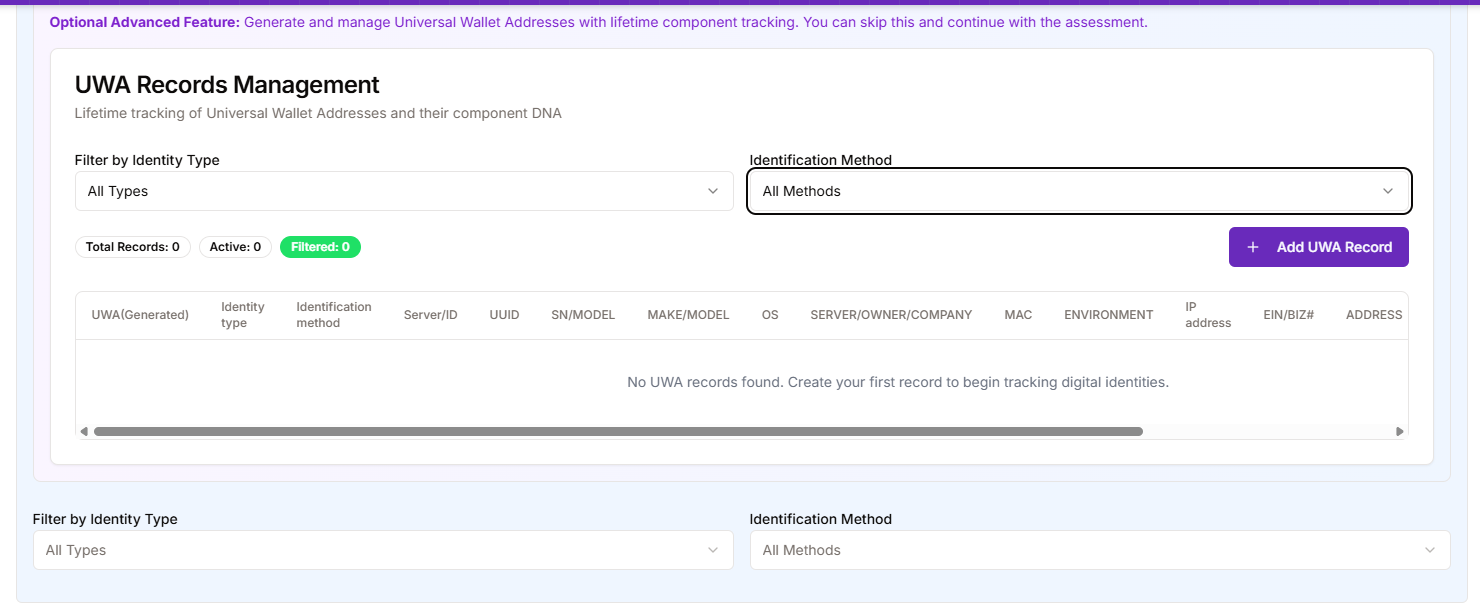 Optional Advanced Feature: Generate and manage Universal Wallet Addresses with lifetime component tracking. You can skip this and continue with the assessment.
UWA Records Management
Lifetime tracking of Universal Wallet Addresses and their component DNA
Filter by Identity Type
Identification Method
All Types
All Methods
Total Records: 0
Active: 0
Filtered: 0
+ Add UWA Record
UWA(Generated)
Identity
type
Identification
method
Server/ID
UUID
SN/MODEL
MAKE/MODEL
OS
SERVER/OWNER/COMPANY
MAC
ENVIRONMENT
IP
address
EIN/BIZ#
ADDRESS
No UWA records found. Create your first record to begin tracking digital identities.
Filter by Identity Type
Identification Method
All Types
All Methods